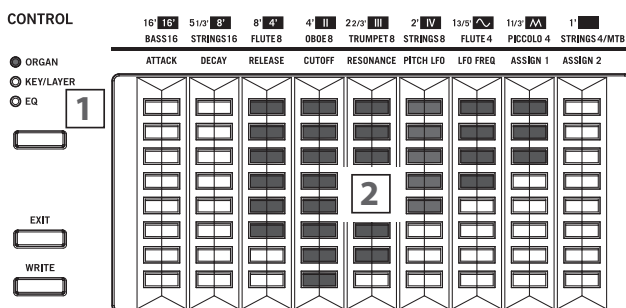 CONTROL
16' 16' 5 1/3' 8' 8' 4' 4' II 2 2/3' III 2' IV 1 3/5' 1 1/3' 1'
BASS16 STRINGS16 FLUTE8 OBOE8 TRUMPET8 STRINGS8 FLUTE4 PICCOLO 4 STRINGS4/MTB
ATTACK DECAY RELEASE CUTOFF RESONANCE PITCH LFO LFO FREQ ASSIGN 1 ASSIGN 2
ORGAN
KEY/LAYER
EQ
1
2
EXIT
WRITE